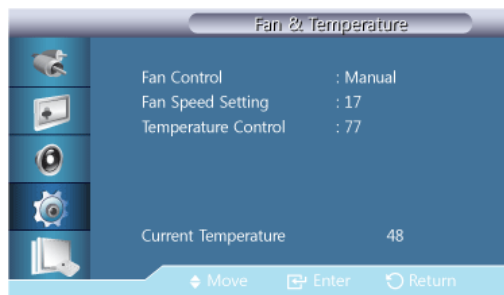 Fan & Temperature
Fan Control : Manual
Fan Speed Setting : 17
Temperature Control : 77
Current Temperature 48
Move Enter Return